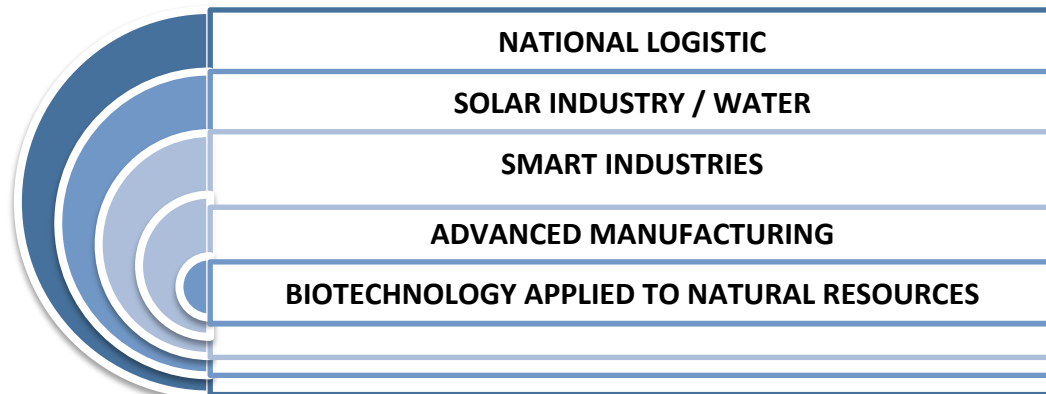 NATIONAL LOGISTIC
SOLAR INDUSTRY / WATER
SMART INDUSTRIES
ADVANCED MANUFACTURING
BIOTECHNOLOGY APPLIED TO NATURAL RESOURCES